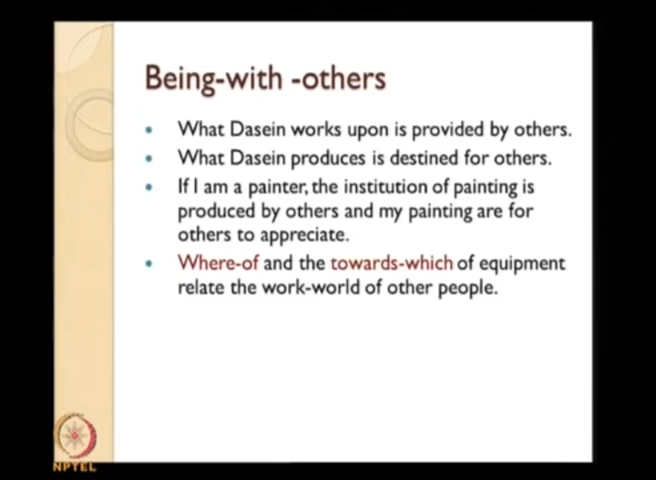 Being-with -others
• What Dasein works upon is provided by others.
• What Dasein produces is destined for others.
• If I am a painter, the institution of painting is
produced by others and my painting are for
others to appreciate.
• Where-of and the towards-which of equipment
relate the work-world of other people.
NPTEL